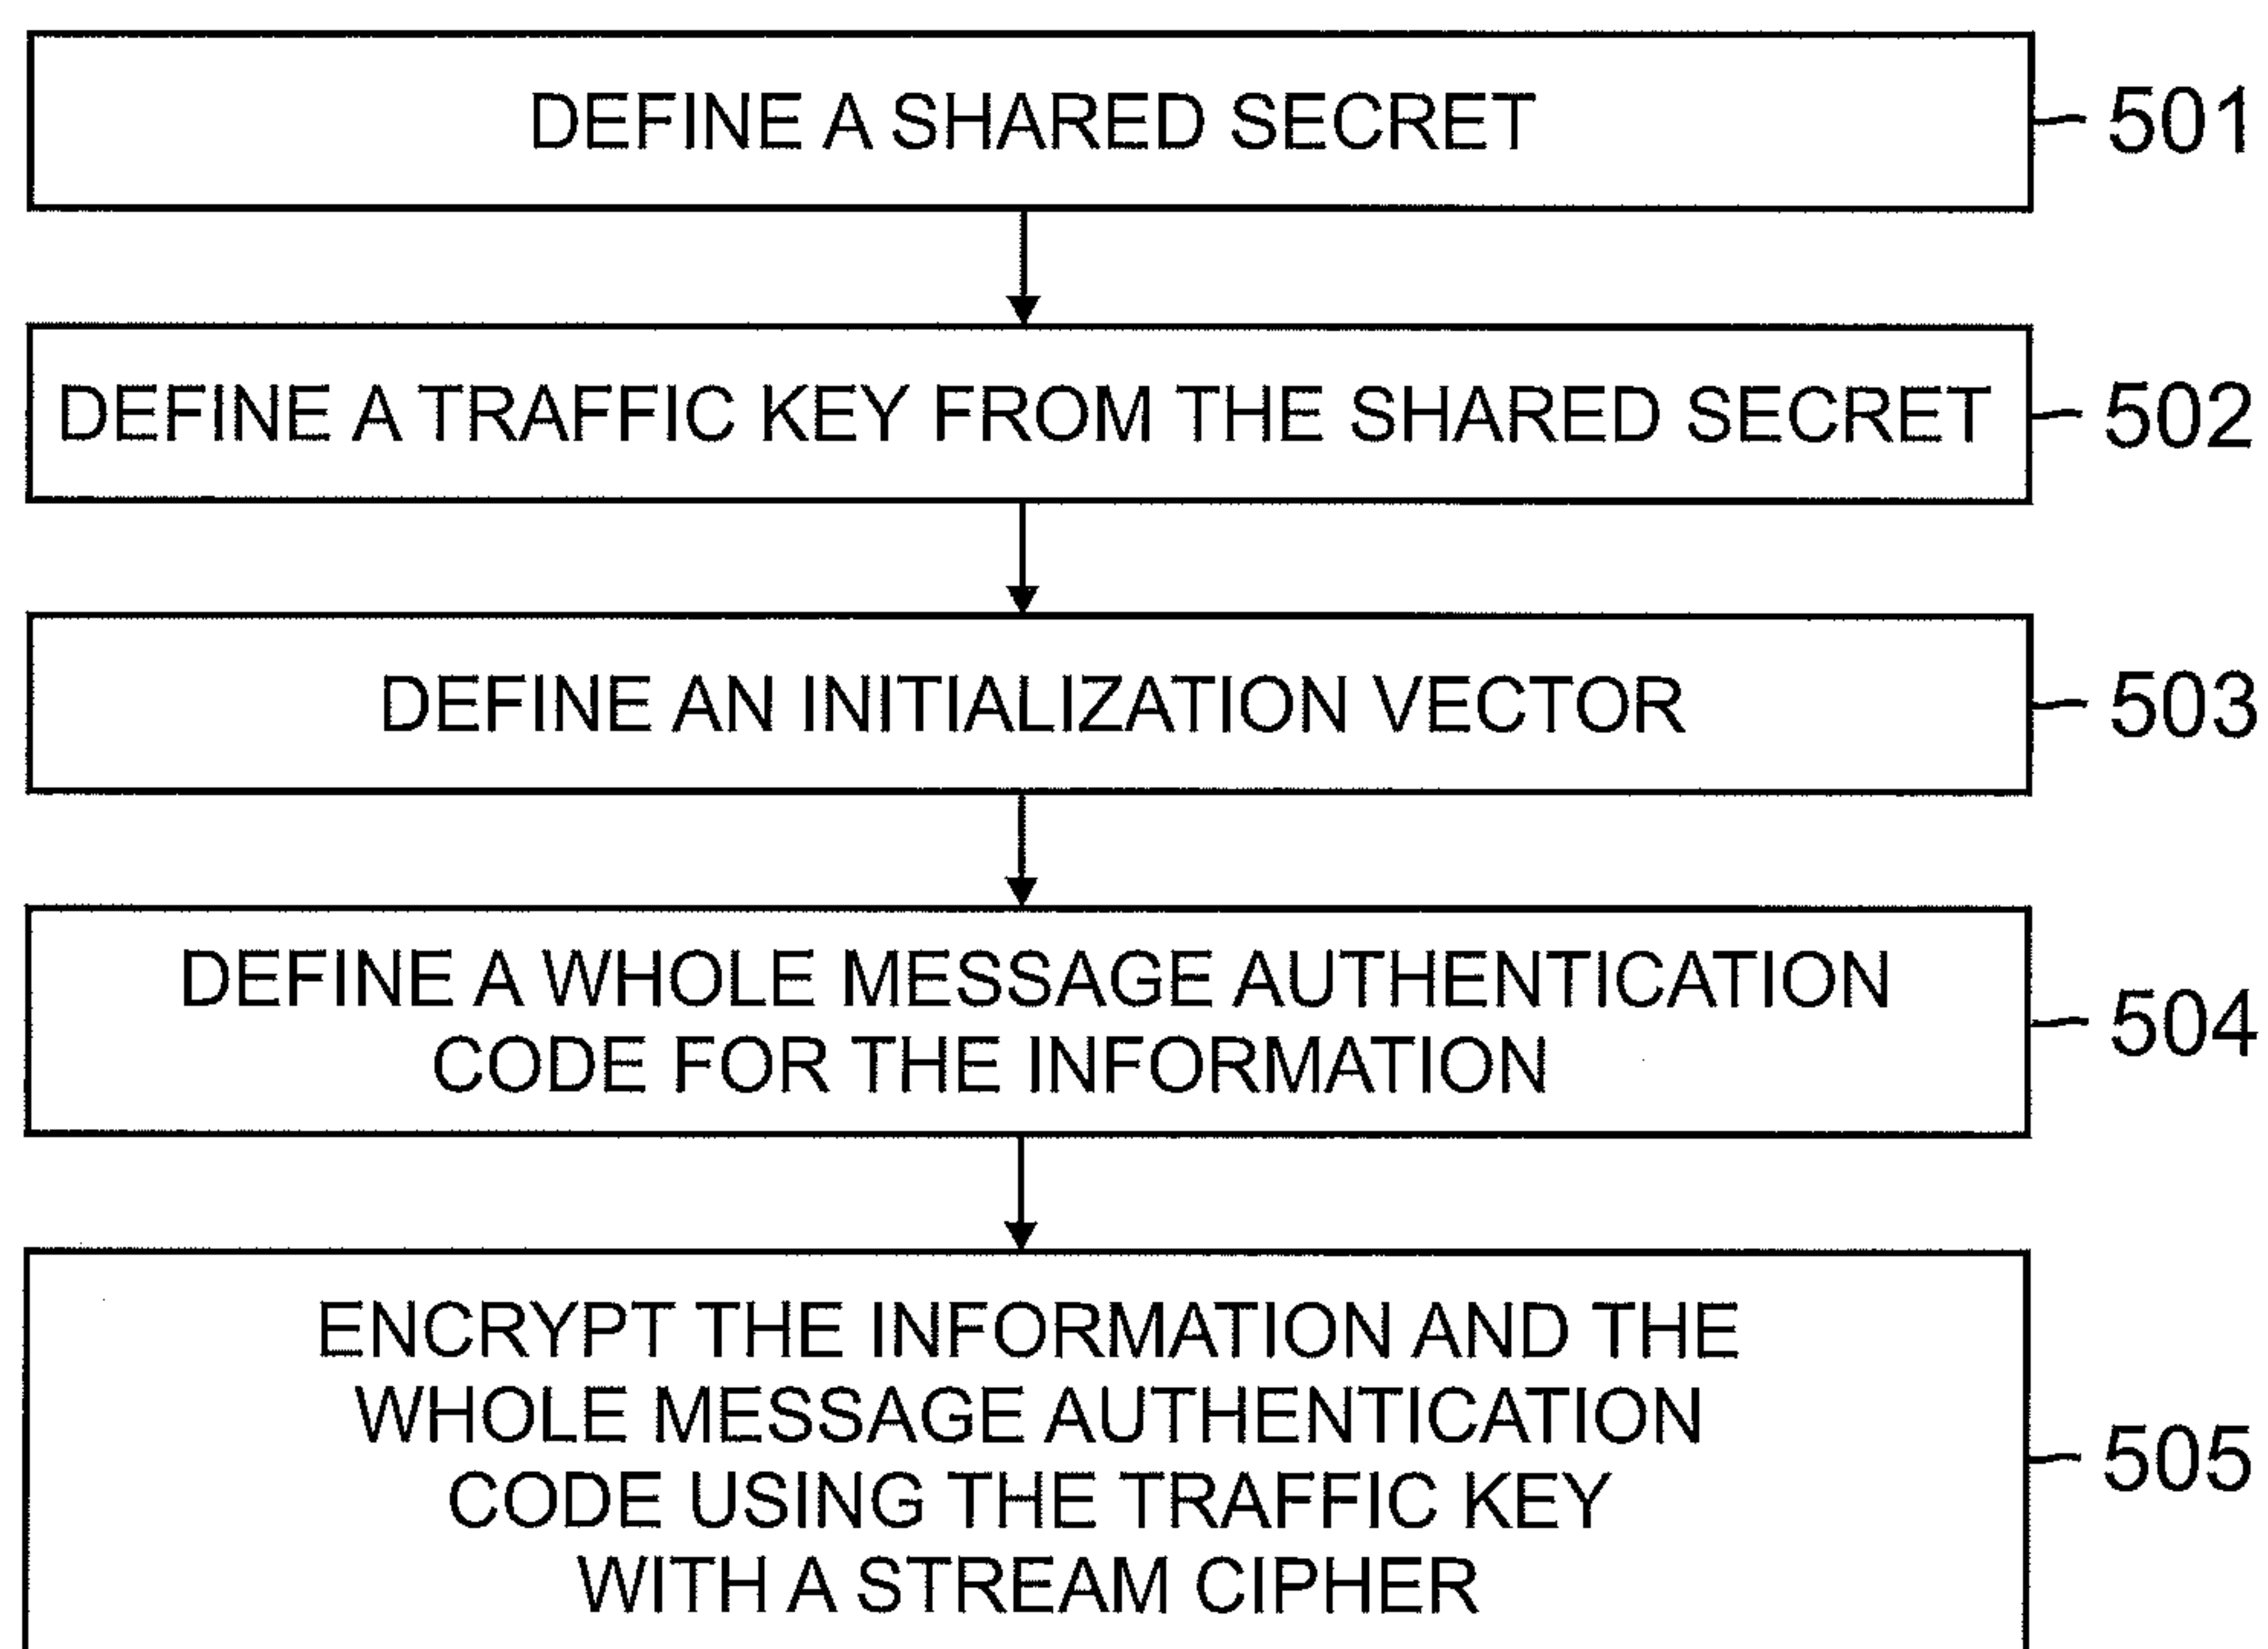 DEFINE A SHARED SECRET
501
DEFINE A TRAFFIC KEY FROM THE SHARED SECRET
502
DEFINE AN INITIALIZATION VECTOR
503
DEFINE A WHOLE MESSAGE AUTHENTICATION
CODE FOR THE INFORMATION
504
ENCRYPT THE INFORMATION AND THE
WHOLE MESSAGE AUTHENTICATION
CODE USING THE TRAFFIC KEY
WITH A STREAM CIPHER
505